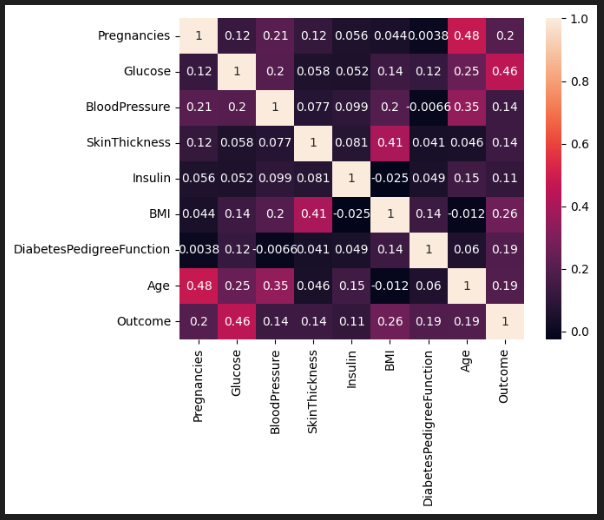 Pregnancies 1 0.12 0.21 0.12 0.056 0.044 0.0038 0.48 0.2
Glucose 0.12 1 0.2 0.058 0.052 0.14 0.12 0.25 0.46
BloodPressure 0.21 0.2 1 0.077 0.099 0.2 -0.0066 0.35 0.14
SkinThickness 0.12 0.058 0.077 1 0.081 0.41 0.041 0.046 0.14
Insulin 0.056 0.052 0.099 0.081 1 -0.025 0.049 0.15 0.11
BMI 0.044 0.14 0.2 0.41 -0.025 1 0.14 -0.012 0.26
DiabetesPedigreeFunction 0.0038 0.12 -0.0066 0.041 0.049 0.14 1 0.06 0.19
Age 0.48 0.25 0.35 0.046 0.15 -0.012 0.06 1 0.19
Outcome 0.2 0.46 0.14 0.14 0.11 0.26 0.19 0.19 1
Pregnancies
Glucose
BloodPressure
SkinThickness
Insulin
BMI
DiabetesPedigreeFunction
Age
Outcome
1.0
0.8
0.6
0.4
0.2
0.0